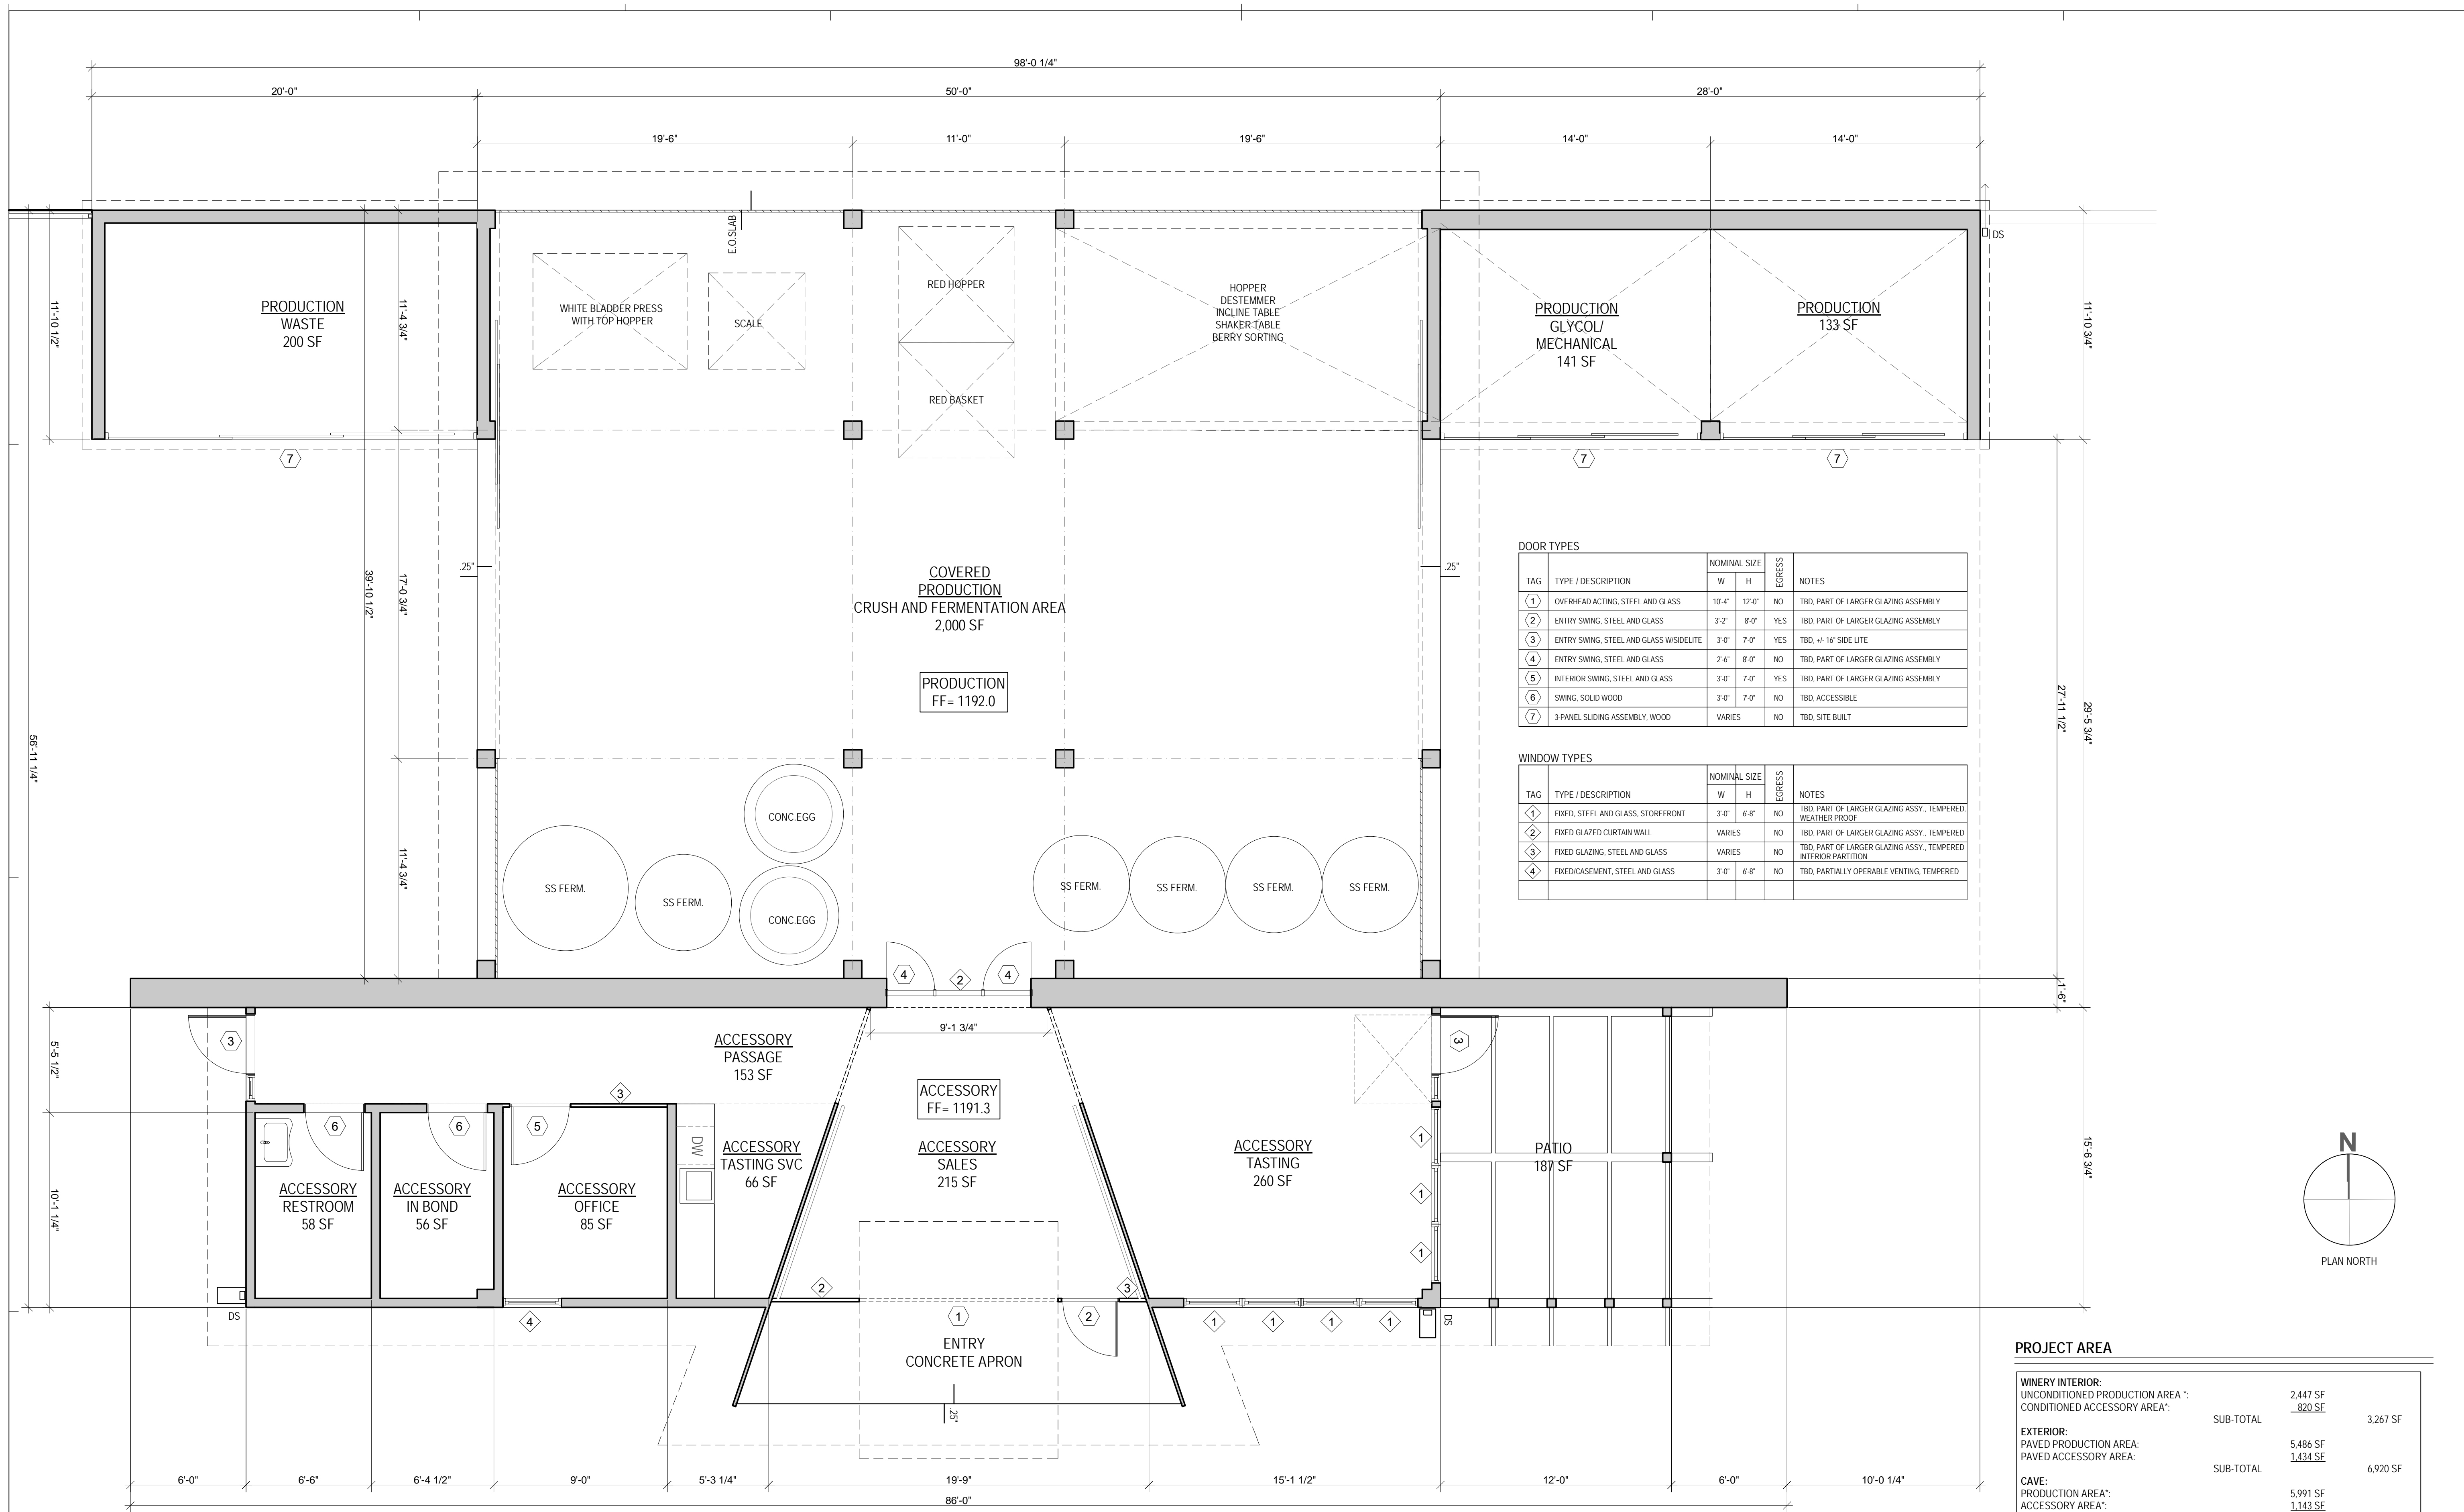 98'-0 1/4"
20'-0"
50'-0"
28'-0"
19'-6"
11'-0"
19'-6"
14'-0"
14'-0"
E.O.SLAB
DS
11'-10 1/2"
PRODUCTION
WASTE
200 SF
11'-4 3/4"
WHITE BLADDER PRESS
WITH TOP HOPPER
SCALE
RED HOPPER
RED BASKET
HOPPER
DESTEMMER
INCLINE TABLE
SHAKER TABLE
BERRY SORTING
PRODUCTION
GLYCOL/
MECHANICAL
141 SF
PRODUCTION
133 SF
11'-10 3/4"
7
7
7
56'-11 1/4"
39'-10 1/2"
17'-0 3/4"
.25"
COVERED
PRODUCTION
CRUSH AND FERMENTATION AREA
2,000 SF
PRODUCTION
FF= 1192.0
.25"
DOOR TYPES
TAG TYPE / DESCRIPTION NOMINAL SIZE W H EGRESS NOTES
1 OVERHEAD ACTING, STEEL AND GLASS 10'-4" 12'-0" NO TBD, PART OF LARGER GLAZING ASSEMBLY
2 ENTRY SWING, STEEL AND GLASS 3'-2" 8'-0" YES TBD, PART OF LARGER GLAZING ASSEMBLY
3 ENTRY SWING, STEEL AND GLASS W/SIDELITE 3'-0" 7'-0" YES TBD, +/- 16" SIDE LITE
4 ENTRY SWING, STEEL AND GLASS 2'-6" 8'-0" NO TBD, PART OF LARGER GLAZING ASSEMBLY
5 INTERIOR SWING, STEEL AND GLASS 3'-0" 7'-0" YES TBD, PART OF LARGER GLAZING ASSEMBLY
6 SWING, SOLID WOOD 3'-0" 7'-0" NO TBD, ACCESSIBLE
7 3-PANEL SLIDING ASSEMBLY, WOOD VARIES NO TBD, SITE BUILT
27'-11 1/2"
29'-5 3/4"
WINDOW TYPES
TAG TYPE / DESCRIPTION NOMINAL SIZE W H EGRESS NOTES
1 FIXED, STEEL AND GLASS, STOREFRONT 3'-0" 6'-8" NO TBD, PART OF LARGER GLAZING ASSY., TEMPERED,
WEATHER PROOF
2 FIXED GLAZED CURTAIN WALL VARIES NO TBD, PART OF LARGER GLAZING ASSY., TEMPERED
3 FIXED GLAZING, STEEL AND GLASS VARIES NO TBD, PART OF LARGER GLAZING ASSY., TEMPERED
INTERIOR PARTITION
4 FIXED/CASEMENT, STEEL AND GLASS 3'-0" 6'-8" NO TBD, PARTIALLY OPERABLE VENTING, TEMPERED
11'-4 3/4"
SS FERM.
SS FERM.
CONC.EGG
CONC.EGG
SS FERM.
SS FERM.
SS FERM.
SS FERM.
4
2
4
1'-6"
9'-1 3/4"
5'-5 1/2"
3
ACCESSORY
PASSAGE
153 SF
3
ACCESSORY
FF= 1191.3
3
6
6
5
DW
10'-1 1/4"
ACCESSORY
RESTROOM
58 SF
ACCESSORY
IN BOND
56 SF
ACCESSORY
OFFICE
85 SF
ACCESSORY
TASTING SVC
66 SF
ACCESSORY
SALES
215 SF
ACCESSORY
TASTING
260 SF
1
1
1
PATIO
187 SF
15'-6 3/4"
N
PLAN NORTH
DS
4
2
1
3
2
1
1
1
1
DS
ENTRY
CONCRETE APRON
.25"
6'-0"
6'-6"
6'-4 1/2"
9'-0"
5'-3 1/4"
19'-9"
15'-1 1/2"
12'-0"
6'-0"
10'-0 1/4"
86'-0"
PROJECT AREA
WINERY INTERIOR:
UNCONDITIONED PRODUCTION AREA *: 2,447 SF
CONDITIONED ACCESSORY AREA*: 820 SF
SUB-TOTAL 3,267 SF
EXTERIOR:
PAVED PRODUCTION AREA: 5,486 SF
PAVED ACCESSORY AREA: 1,434 SF
SUB-TOTAL 6,920 SF
CAVE:
PRODUCTION AREA*: 5,991 SF
ACCESSORY AREA*: 1,143 SF